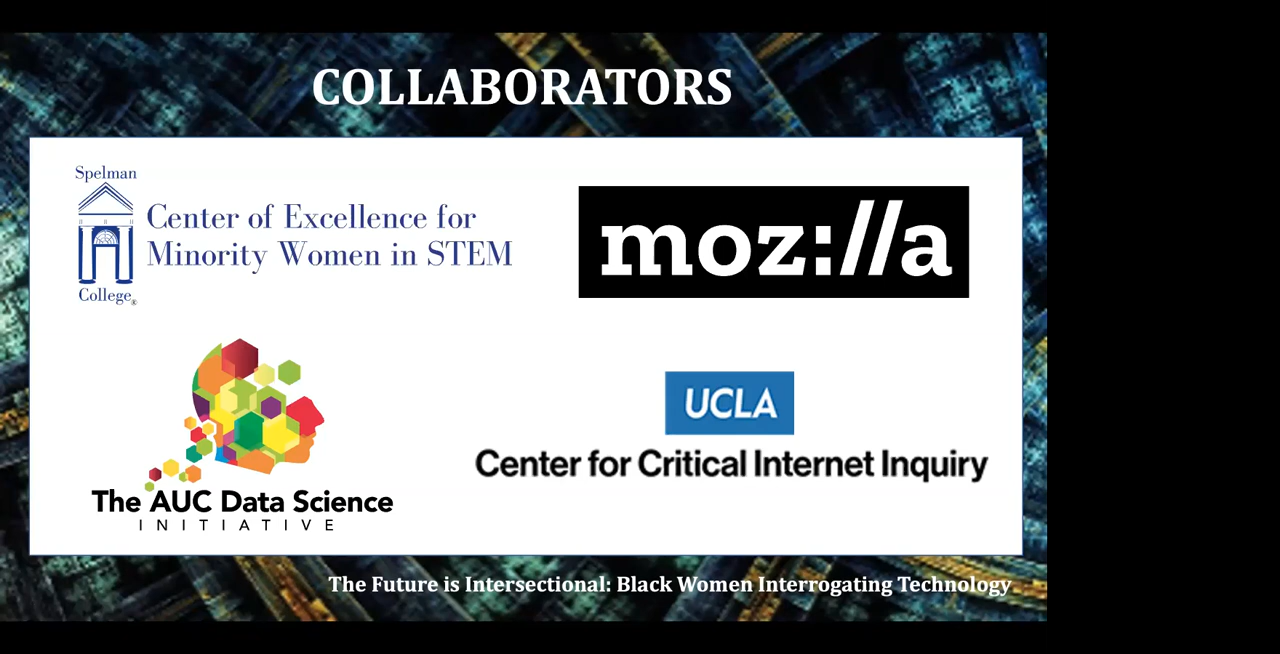 COLLABORATORS
Spelman
Center of Excellence for
Minority Women in STEM
College®
moz://a
The AUC Data Science
INITIATIVE
UCLA
Center for Critical Internet Inquiry
The Future is Intersectional: Black Women Interrogating Technology